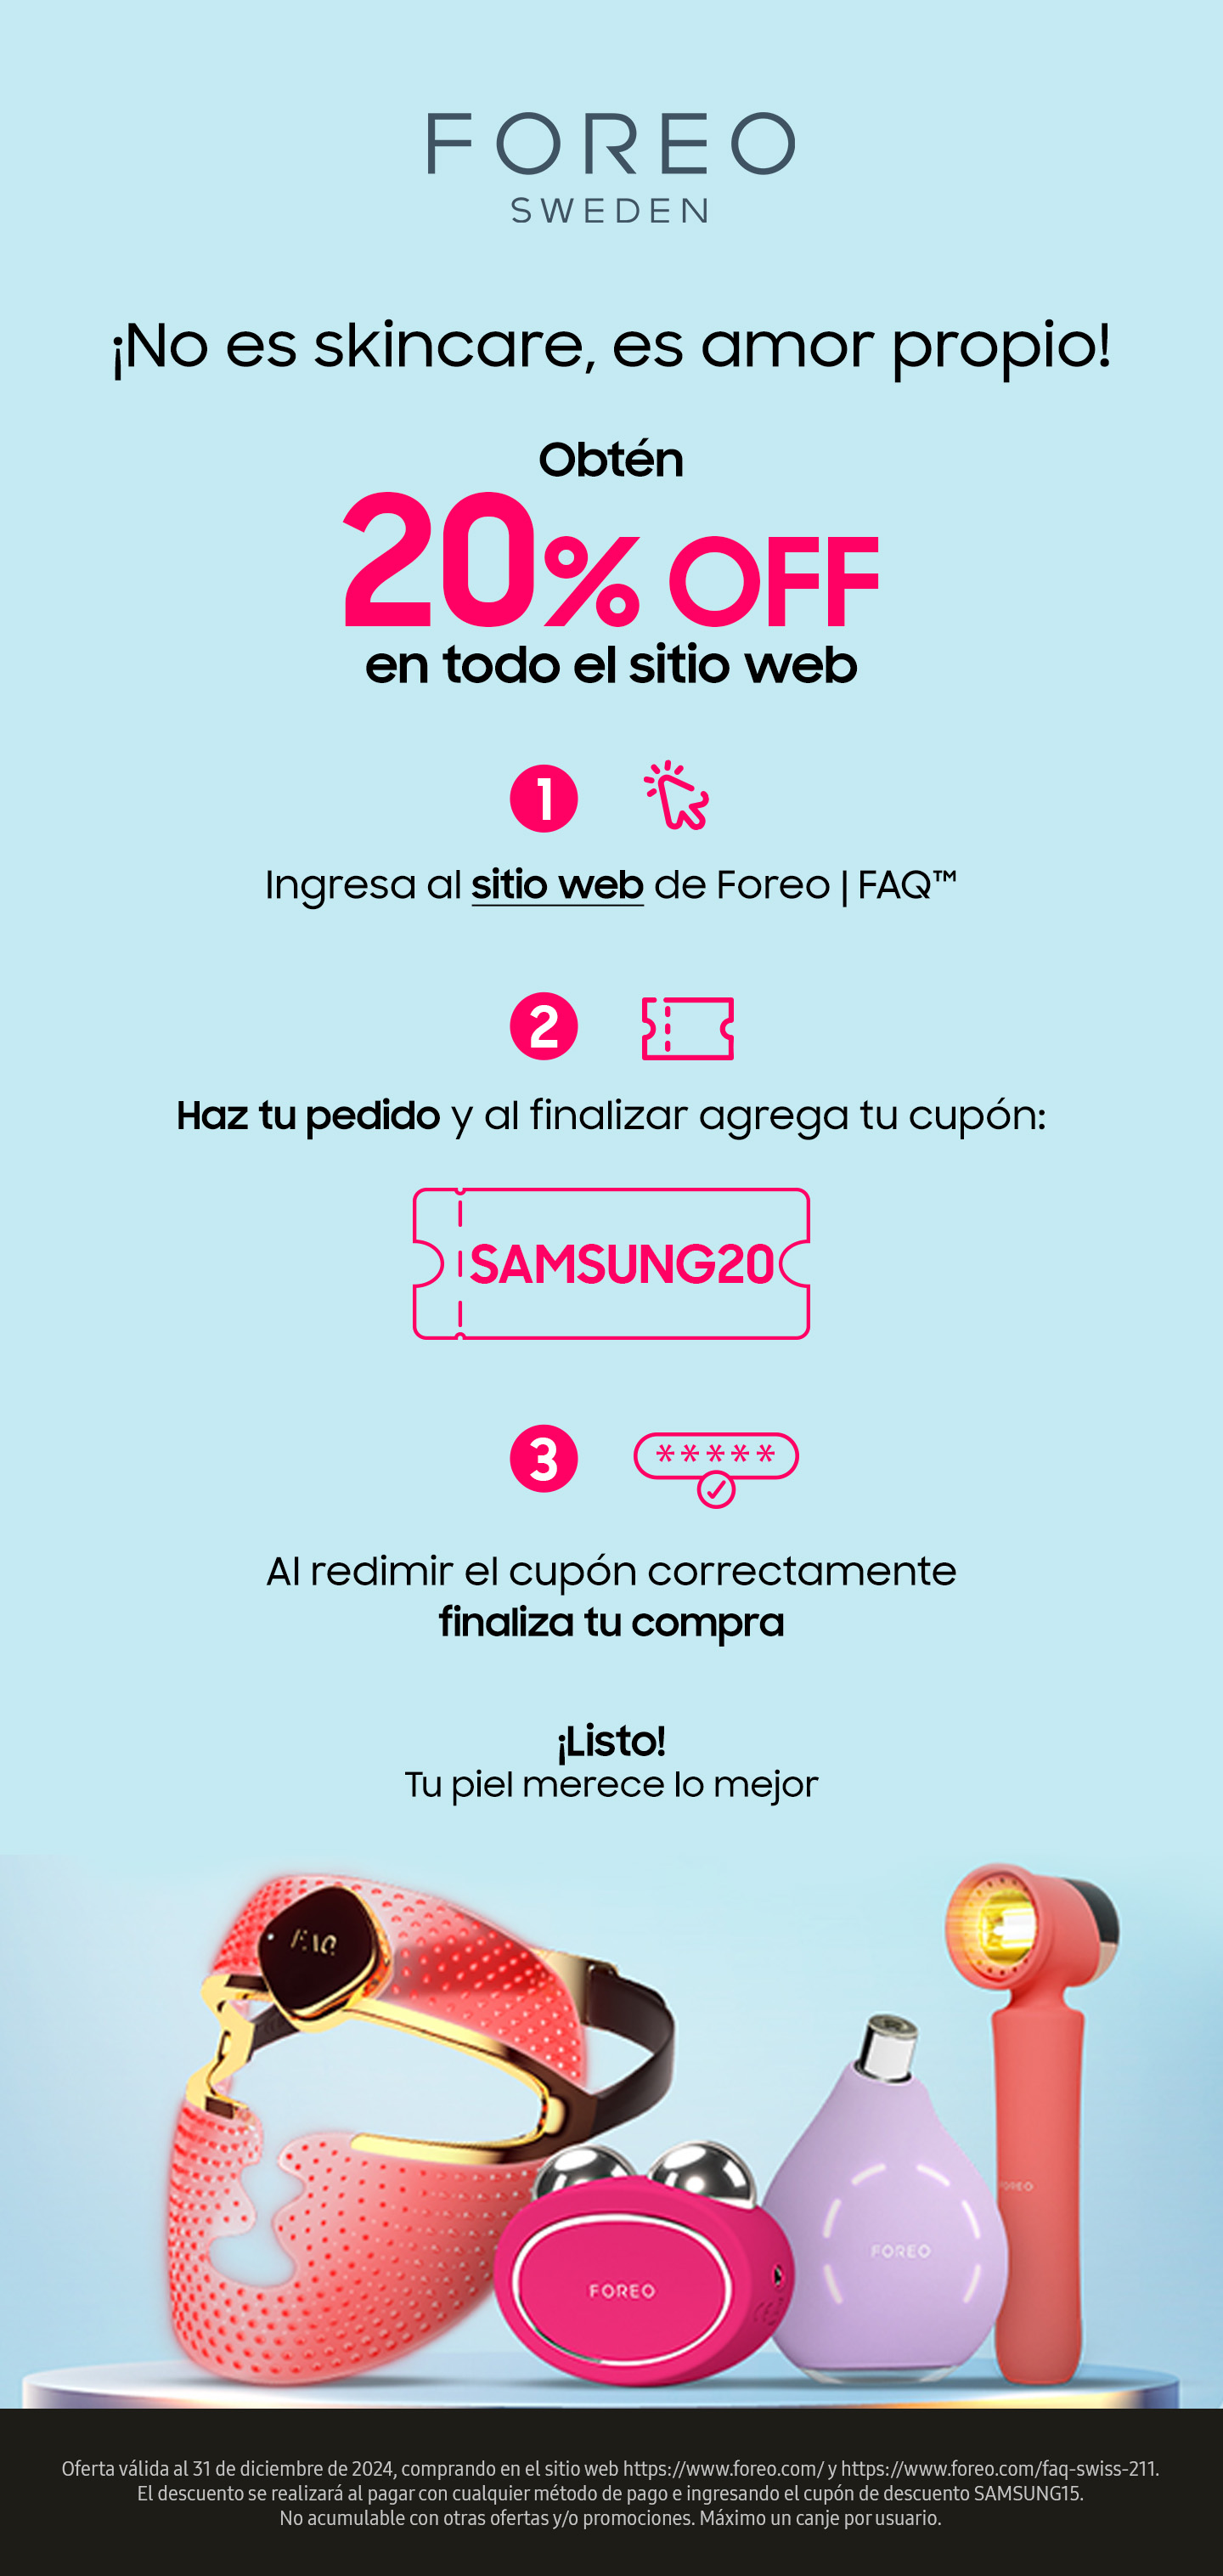 FOREO
SWEDEN
¡No es skincare, es amor propio!
Obtén
20% OFF
en todo el sitio web
1
Ingresa al sitio web de Foreo | FAQ™
2
Haz tu pedido y al finalizar agrega tu cupón:
SAMSUNG20
3
*****
Al redimir el cupón correctamente
finaliza tu compra
¡Listo!
Tu piel merece lo mejor
FAQ
FOREO
FOREO
FOREO
Oferta válida al 31 de diciembre de 2024, comprando en el sitio web https://www.foreo.com/ y https://www.foreo.com/faq-swiss-211.
El descuento se realizará al pagar con cualquier método de pago e ingresando el cupón de descuento SAMSUNG15.
No acumulable con otras ofertas y/o promociones. Máximo un canje por usuario.